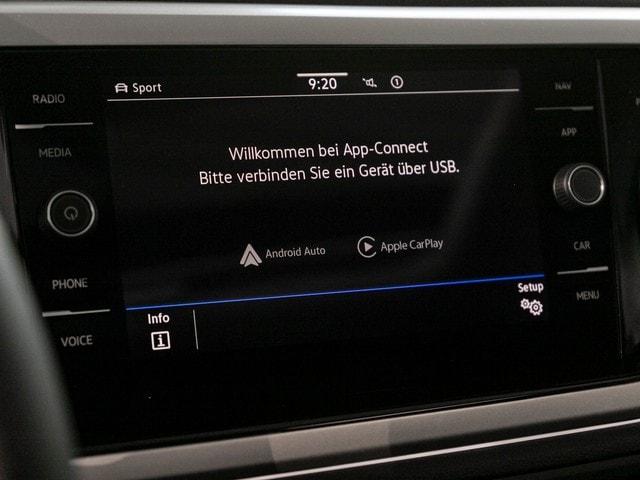 RADIO
MEDIA
PHONE
VOICE
Sport
9:20
1
Willkommen bei App-Connect
Bitte verbinden Sie ein Gerät über USB.
Android Auto
Apple CarPlay
Info
i
Setup
NAV
APP
CAR
MENU